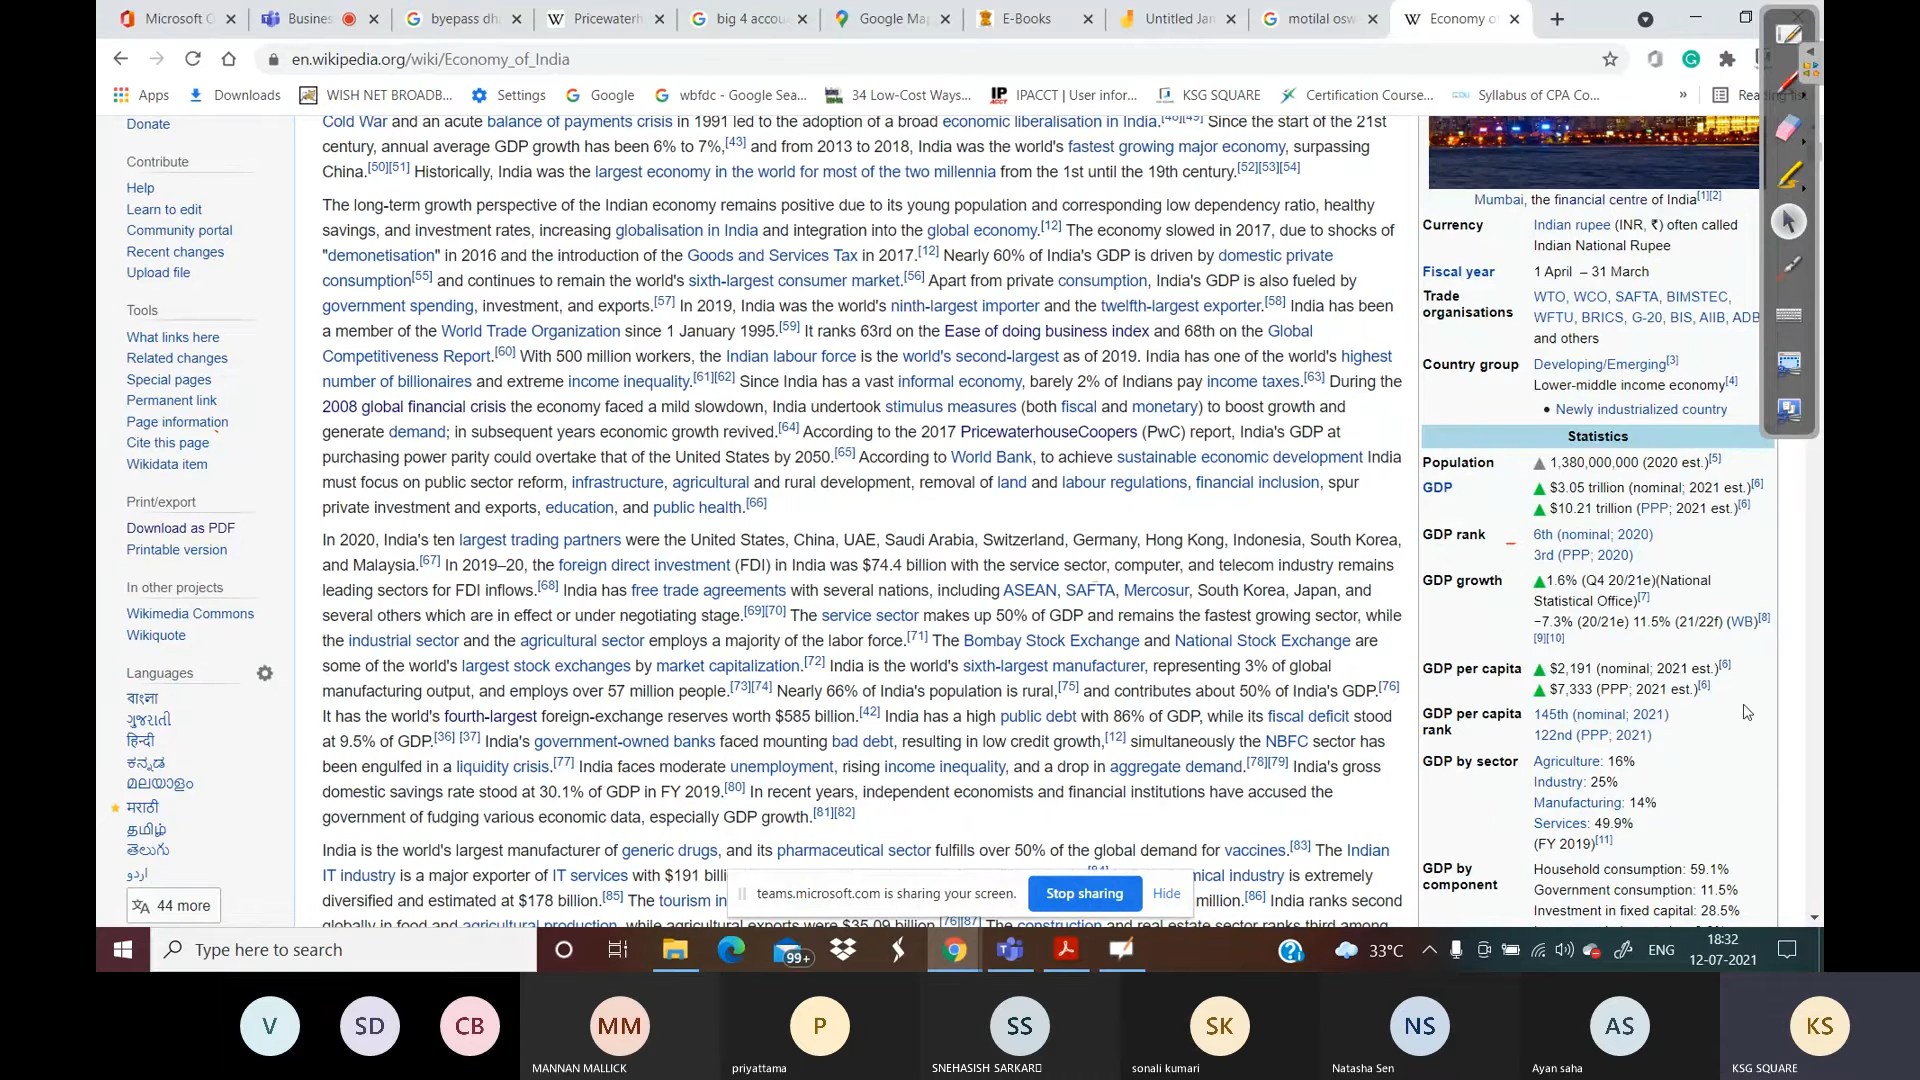 Microsoft O
Busines
byepass dh
Pricewaterh
big 4 accou
Google Map
E-Books
Untitled Jam
motilal osw
Economy o
en.wikipedia.org/wiki/Economy_of_India
Apps
Downloads
WISH NET BROADB...
Settings
Google
wbfdc - Google Sea...
34 Low-Cost Ways...
IPACCT | User infor...
KSG SQUARE
Certification Course...
Syllabus of CPA Co...
»
Donate
Contribute
Help
Learn to edit
Community portal
Recent changes
Upload file
Tools
What links here
Related changes
Special pages
Permanent link
Page information
Cite this page
Wikidata item
Print/export
Download as PDF
Printable version
In other projects
Wikimedia Commons
Wikiquote
Languages
বাংলা
ગુજરાતી
हिन्दी
ಕನ್ನಡ
മലയാളം
मराठी
தமிழ்
తెలుగు
اردو
44 more
Cold War and an acute balance of payments crisis in 1991 led to the adoption of a broad economic liberalisation in India.[48][49] Since the start of the 21st
century, annual average GDP growth has been 6% to 7%,[43] and from 2013 to 2018, India was the world's fastest growing major economy, surpassing
China.[50][51] Historically, India was the largest economy in the world for most of the two millennia from the 1st until the 19th century.[52][53][54]
The long-term growth perspective of the Indian economy remains positive due to its young population and corresponding low dependency ratio, healthy
savings, and investment rates, increasing globalisation in India and integration into the global economy.[12] The economy slowed in 2017, due to shocks of
"demonetisation" in 2016 and the introduction of the Goods and Services Tax in 2017.[12] Nearly 60% of India's GDP is driven by domestic private
consumption[55] and continues to remain the world's sixth-largest consumer market.[56] Apart from private consumption, India's GDP is also fueled by
government spending, investment, and exports.[57] In 2019, India was the world's ninth-largest importer and the twelfth-largest exporter.[58] India has been
a member of the World Trade Organization since 1 January 1995.[59] It ranks 63rd on the Ease of doing business index and 68th on the Global
Competitiveness Report.[60] With 500 million workers, the Indian labour force is the world's second-largest as of 2019. India has one of the world's highest
number of billionaires and extreme income inequality.[61][62] Since India has a vast informal economy, barely 2% of Indians pay income taxes.[63] During the
2008 global financial crisis the economy faced a mild slowdown, India undertook stimulus measures (both fiscal and monetary) to boost growth and
generate demand; in subsequent years economic growth revived.[64] According to the 2017 PricewaterhouseCoopers (PwC) report, India's GDP at
purchasing power parity could overtake that of the United States by 2050.[65] According to World Bank, to achieve sustainable economic development India
must focus on public sector reform, infrastructure, agricultural and rural development, removal of land and labour regulations, financial inclusion, spur
private investment and exports, education, and public health.[66]
In 2020, India's ten largest trading partners were the United States, China, UAE, Saudi Arabia, Switzerland, Germany, Hong Kong, Indonesia, South Korea,
and Malaysia.[67] In 2019–20, the foreign direct investment (FDI) in India was $74.4 billion with the service sector, computer, and telecom industry remains
leading sectors for FDI inflows.[68] India has free trade agreements with several nations, including ASEAN, SAFTA, Mercosur, South Korea, Japan, and
several others which are in effect or under negotiating stage.[69][70] The service sector makes up 50% of GDP and remains the fastest growing sector, while
the industrial sector and the agricultural sector employs a majority of the labor force.[71] The Bombay Stock Exchange and National Stock Exchange are
some of the world's largest stock exchanges by market capitalization.[72] India is the world's sixth-largest manufacturer, representing 3% of global
manufacturing output, and employs over 57 million people.[73][74] Nearly 66% of India's population is rural,[75] and contributes about 50% of India's GDP.[76]
It has the world's fourth-largest foreign-exchange reserves worth $585 billion.[42] India has a high public debt with 86% of GDP, while its fiscal deficit stood
at 9.5% of GDP.[36] [37] India's government-owned banks faced mounting bad debt, resulting in low credit growth,[12] simultaneously the NBFC sector has
been engulfed in a liquidity crisis.[77] India faces moderate unemployment, rising income inequality, and a drop in aggregate demand.[78][79] India's gross
domestic savings rate stood at 30.1% of GDP in FY 2019.[80] In recent years, independent economists and financial institutions have accused the
government of fudging various economic data, especially GDP growth.[81][82]
India is the world's largest manufacturer of generic drugs, and its pharmaceutical sector fulfills over 50% of the global demand for vaccines.[83] The Indian
IT industry is a major exporter of IT services with $191 billi mical industry is extremely
diversified and estimated at $178 billion.[85] The tourism in million.[86] India ranks second
globally in food and agricultural production, while agricultural exports were $35.09 billion.[76][87] The construction and real estate sector ranks third among
Mumbai, the financial centre of India[1][2]
Currency Indian rupee (INR, ₹) often called
Indian National Rupee
Fiscal year 1 April – 31 March
Trade organisations WTO, WCO, SAFTA, BIMSTEC,
WFTU, BRICS, G-20, BIS, AIIB, ADB
and others
Country group Developing/Emerging[3]
Lower-middle income economy[4]
• Newly industrialized country
Statistics
Population 1,380,000,000 (2020 est.)[5]
GDP $3.05 trillion (nominal; 2021 est.)[6]
$10.21 trillion (PPP; 2021 est.)[6]
GDP rank 6th (nominal; 2020)
3rd (PPP; 2020)
GDP growth 1.6% (Q4 20/21e)(National
Statistical Office)[7]
−7.3% (20/21e) 11.5% (21/22f) (WB)[8]
[9][10]
GDP per capita $2,191 (nominal; 2021 est.)[6]
$7,333 (PPP; 2021 est.)[6]
GDP per capita rank 145th (nominal; 2021)
122nd (PPP; 2021)
GDP by sector Agriculture: 16%
Industry: 25%
Manufacturing: 14%
Services: 49.9%
(FY 2019)[11]
GDP by component Household consumption: 59.1%
Government consumption: 11.5%
Investment in fixed capital: 28.5%
teams.microsoft.com is sharing your screen.
Stop sharing
Hide
Type here to search
99+
33°C
ENG
18:32
12-07-2021
V
SD
CB
MM
P
SS
SK
NS
AS
KS
MANNAN MALLICK
priyattama
SNEHASISH SARKAR
sonali kumari
Natasha Sen
Ayan saha
KSG SQUARE